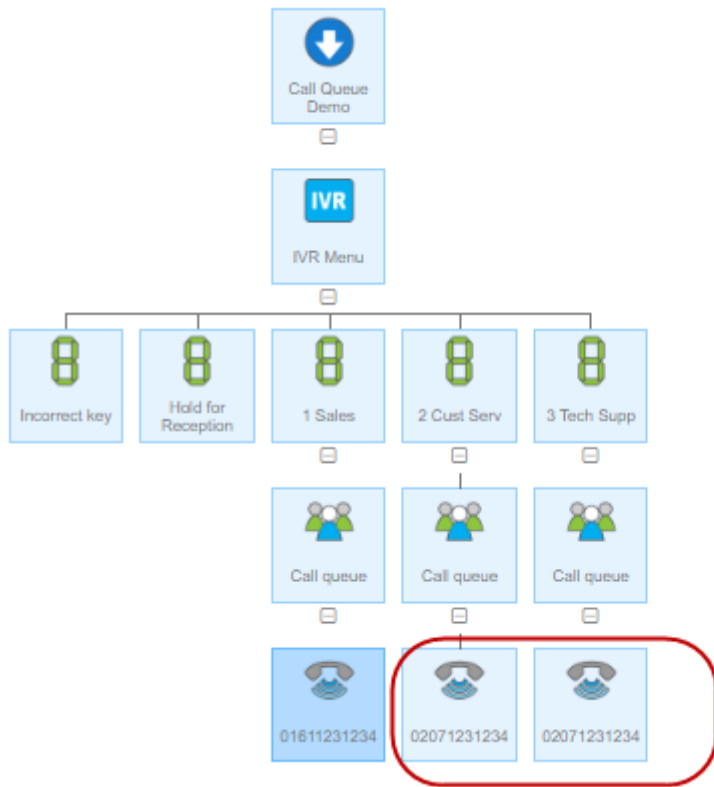 Call Queue
Demo
IVR
IVR Menu
Incorrect key
Hold for
Reception
1 Sales
2 Cust Serv
3 Tech Supp
Call queue
Call queue
Call queue
01611231234
02071231234
02071231234